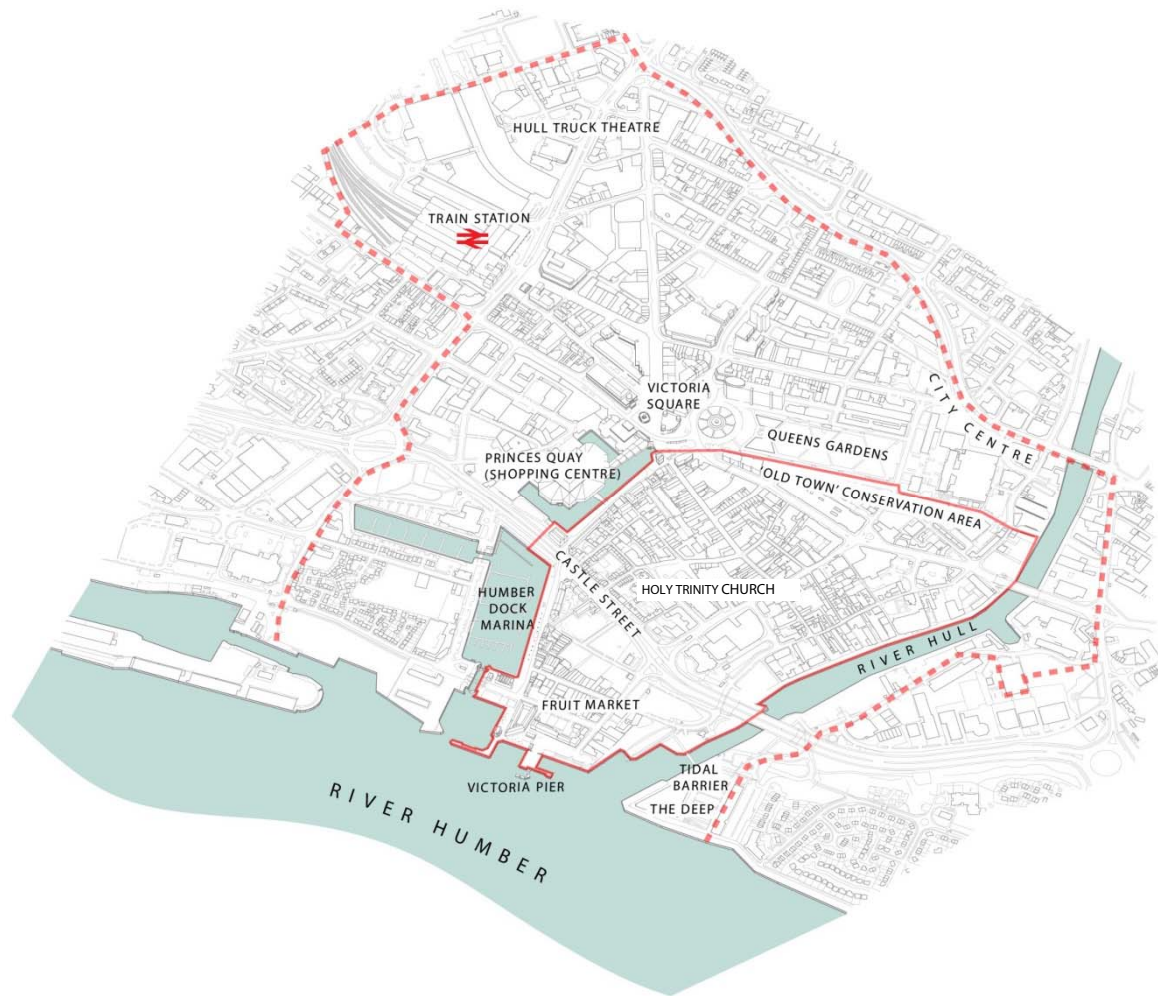 HULL TRUCK THEATRE
TRAIN STATION
VICTORIA
SQUARE
CITY CENTRE
QUEENS GARDENS
PRINCES QUAY
(SHOPPING CENTRE)
'OLD TOWN' CONSERVATION AREA
CASTLE STREET
HOLY TRINITY CHURCH
HUMBER
DOCK
MARINA
RIVER HULL
FRUIT MARKET
TIDAL
BARRIER
VICTORIA PIER
THE DEEP
RIVER HUMBER